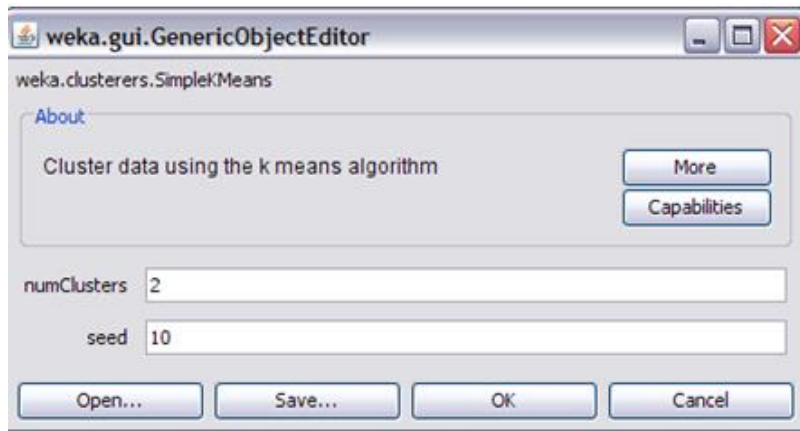 weka.gui.GenericObjectEditor
weka.clusterers.SimpleKMeans
About
Cluster data using the k means algorithm
More
Capabilities
numClusters 2
seed 10
Open... Save... OK Cancel